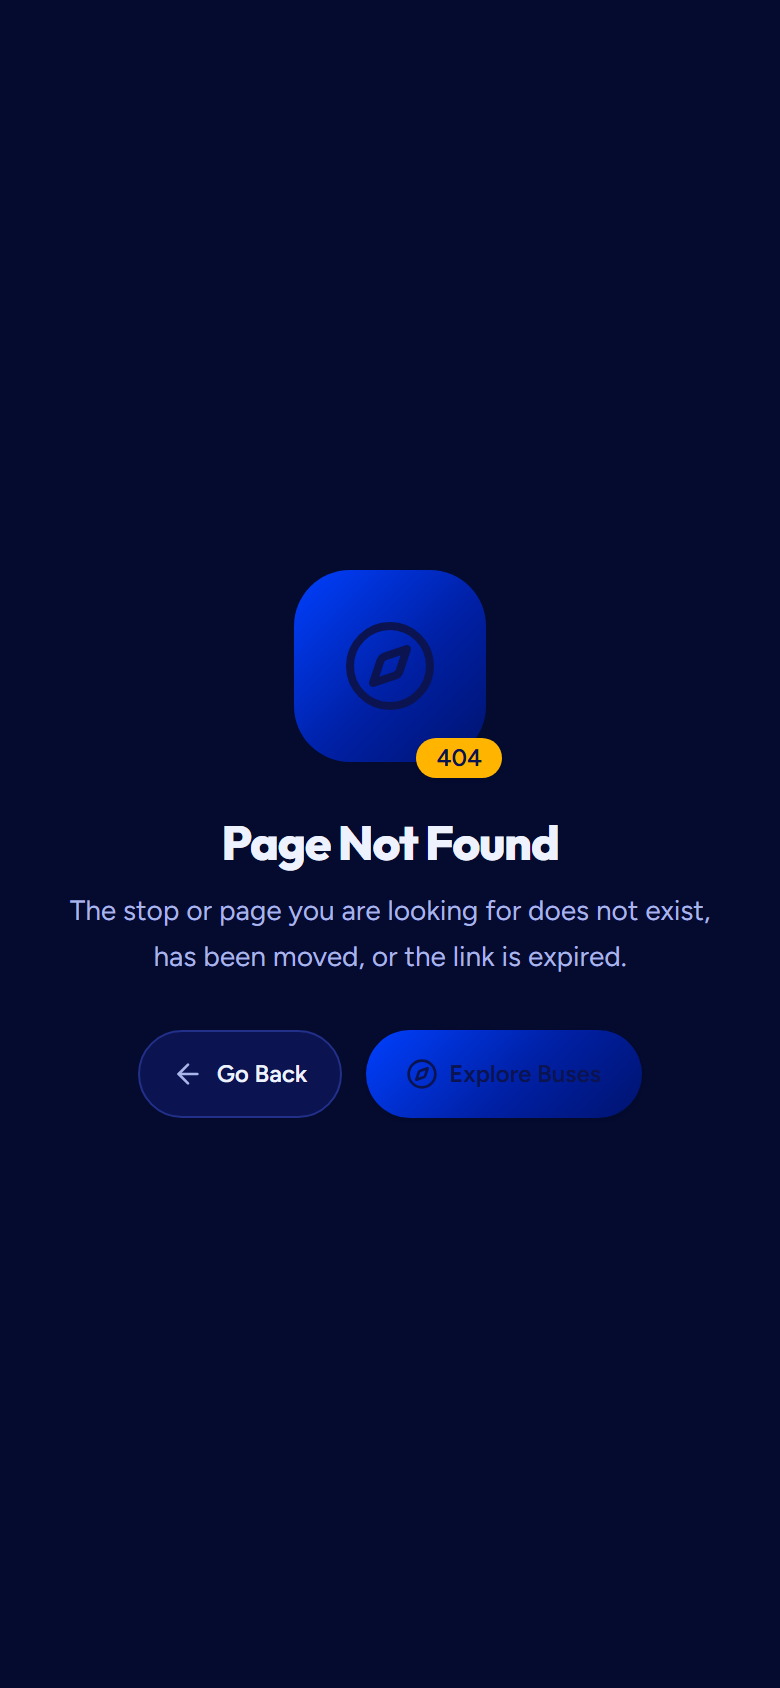 404
Page Not Found
The stop or page you are looking for does not exist,
has been moved, or the link is expired.
Go Back
Explore Buses